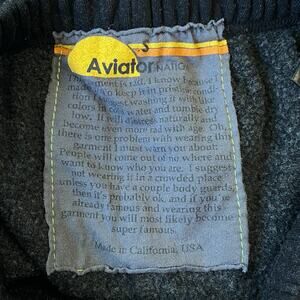 S
Aviator NATION
This garment is rad. I know because I
made it. To keep it in pristine condi-
tion I suggest washing it with like
colors in cold water and tumble dry
low. It will distress naturally and
become even more rad with age. Oh,
there is one problem with wearing this
garment I must warn you about:
People will come out of no where and
want to know who you are. I suggest
not wearing it in a crowded place
unless you have a couple body guards,
then it's probably ok, and if you're
already famous and wearing this
garment you will most likely become
super famous.
Made in California, USA